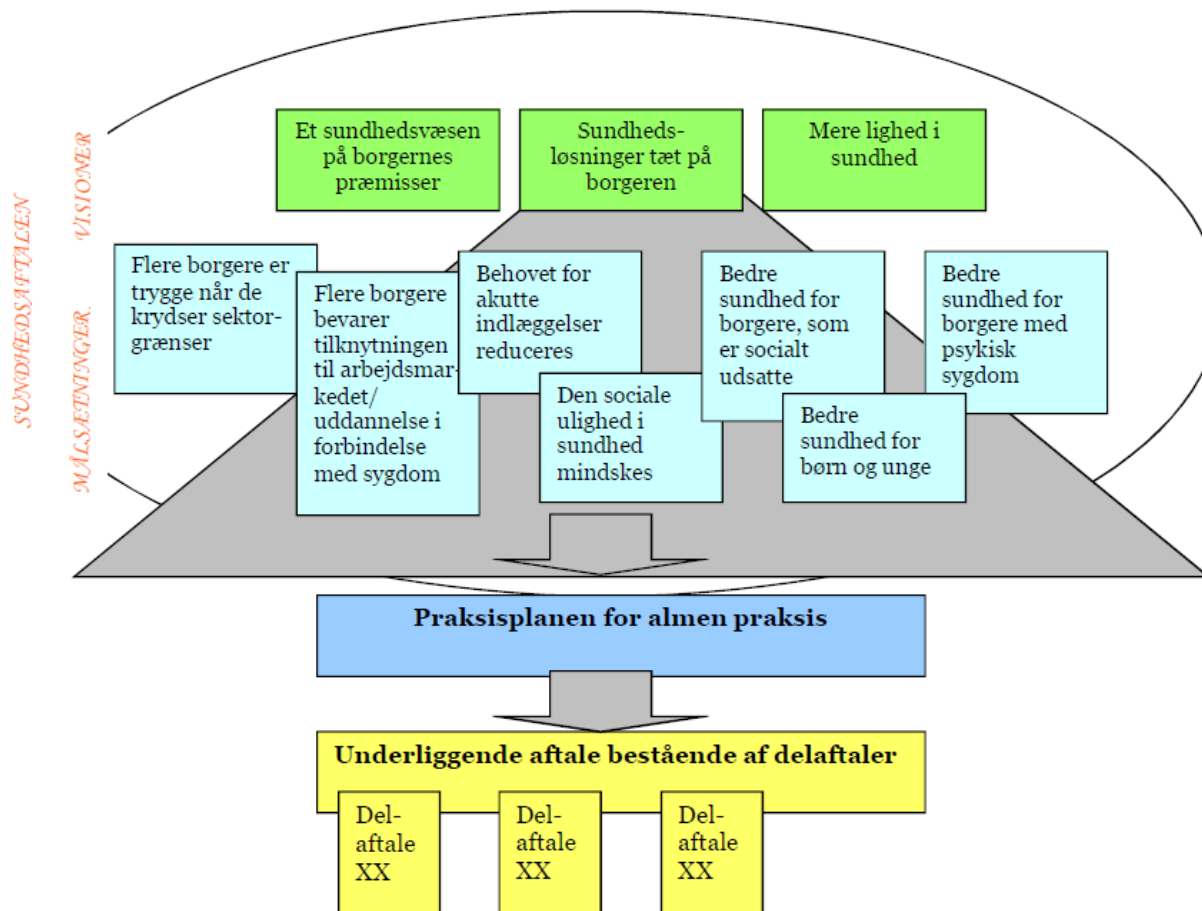 SUNDHEDSAFTALEN
VISIONER
Et sundhedsvæsen
på borgernes
præmisser
Sundheds-
løsninger tæt på
borgeren
Mere lighed i
sundhed
MÅLSÆTNINGER
Flere borgere er
trygge når de
krydser sektor-
grænser
Flere borgere
bevarer
tilknytningen
til arbejdsmar-
kedet/
uddannelse i
forbindelse
med sygdom
Behovet for
akutte
indlæggelser
reduceres
Den sociale
ulighed i
sundhed
mindskes
Bedre
sundhed for
borgere, som
er socialt
udsatte
Bedre
sundhed for
børn og unge
Bedre
sundhed for
borgere med
psykisk
sygdom
Praksisplanen for almen praksis
Underliggende aftale bestående af delaftaler
Del-
aftale
XX
Del-
aftale
XX
Del-
aftale
XX